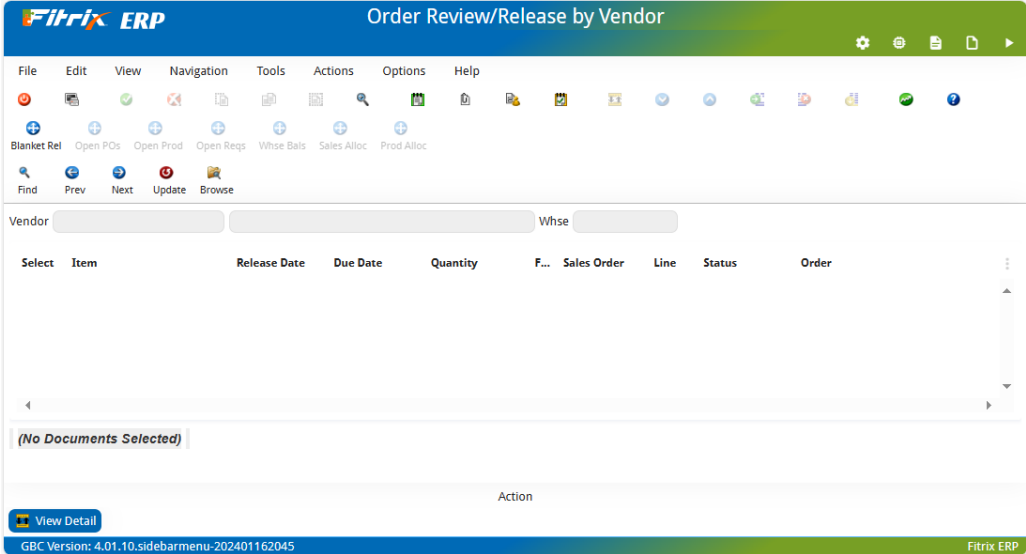 Fitrix ERP
Order Review/Release by Vendor
File Edit View Navigation Tools Actions Options Help
Blanket Rel Open POs Open Prod Open Reqs Whse Bals Sales Alloc Prod Alloc
Find Prev Next Update Browse
Vendor Whse
Select Item Release Date Due Date Quantity F... Sales Order Line Status Order
(No Documents Selected)
Action
View Detail
GBC Version: 4.01.10.sidebarmenu-202401162045 Fitrix ERP